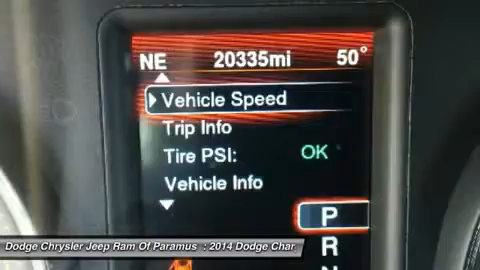 NE 20335mi 50°
Vehicle Speed
Trip Info
Tire PSI: OK
Vehicle Info
P
R
Dodge Chrysler Jeep Ram Of Paramus : 2014 Dodge Char